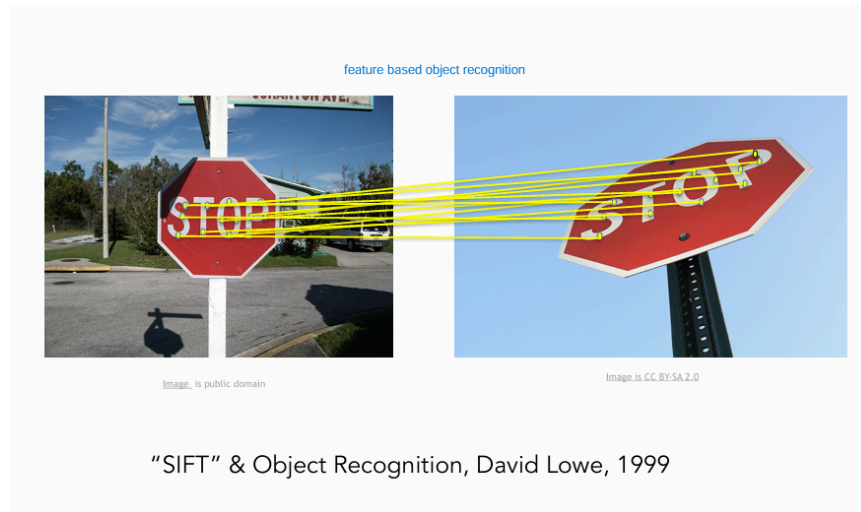 feature based object recognition
AVE.
STOP
STOP
Image is public domain
Image is CC BY-SA 2.0
“SIFT” & Object Recognition, David Lowe, 1999